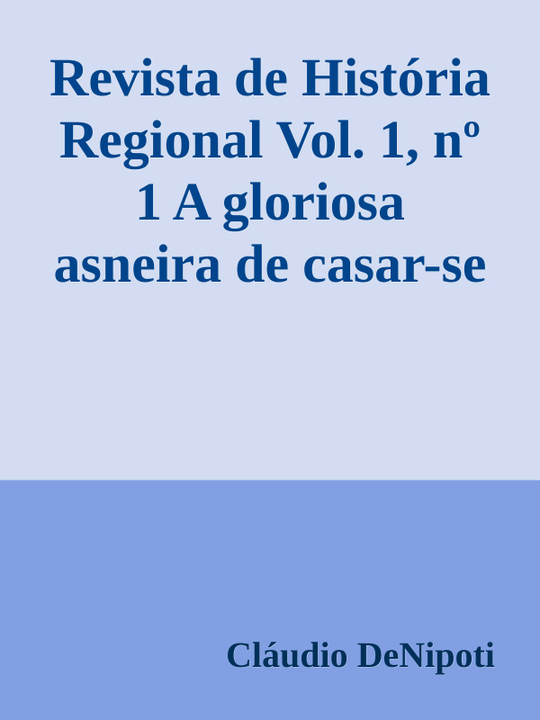 Revista de História
Regional Vol. 1, nº
1 A gloriosa
asneira de casar-se
Cláudio DeNipoti